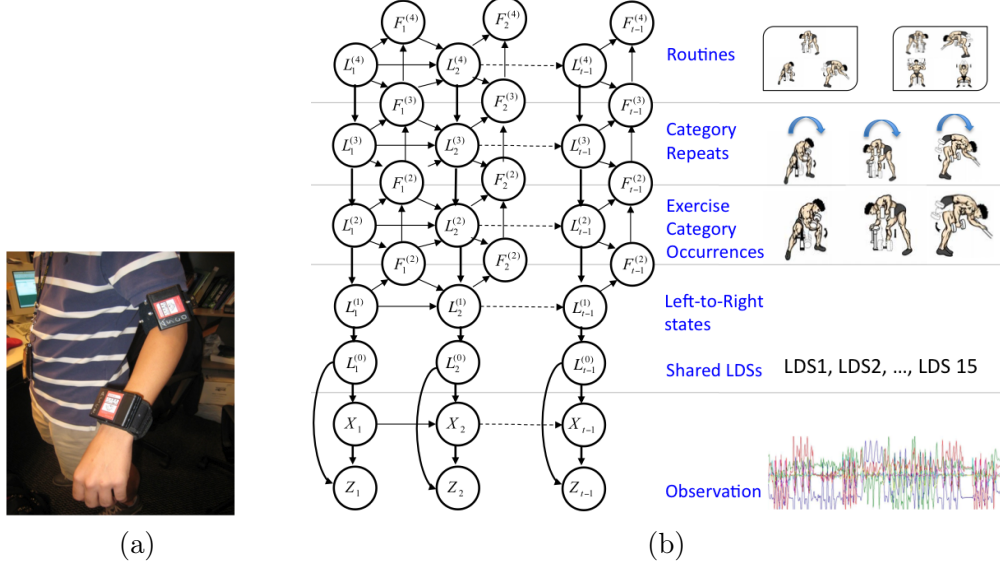 F_1^(4) F_2^(4) F_{t-1}^(4)
L_1^(4) L_2^(4) L_{t-1}^(4) Routines
F_1^(3) F_2^(3) F_{t-1}^(3)
L_1^(3) L_2^(3) L_{t-1}^(3) Category
Repeats
F_1^(2) F_2^(2) F_{t-1}^(2)
L_1^(2) L_2^(2) L_{t-1}^(2) Exercise
Category
Occurrences
F_1^(2) F_2^(2) F_{t-1}^(2)
L_1^(1) L_2^(1) L_{t-1}^(1) Left-to-Right
states
L_1^(0) L_2^(0) L_{t-1}^(0) Shared LDSs LDS1, LDS2, ..., LDS 15
X_1 X_2 X_{t-1}
Z_1 Z_2 Z_{t-1} Observation
(a) (b)